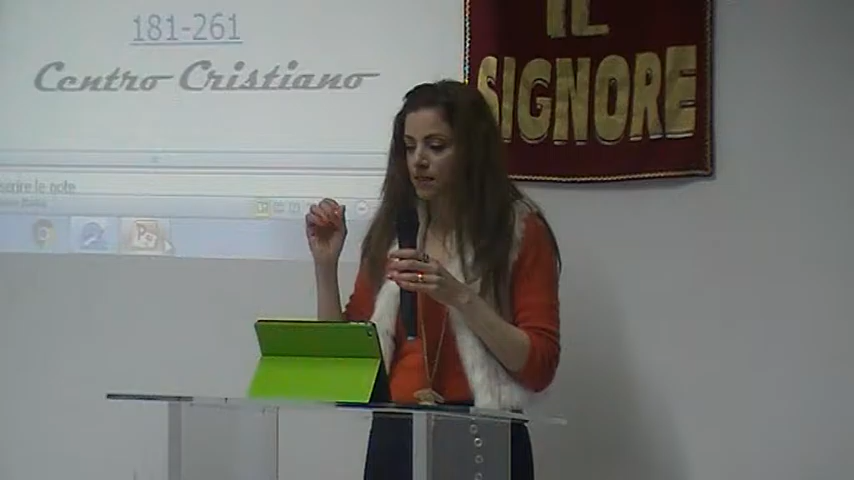 181-261
Centro Cristiano
IL
SIGNORE
serire le note